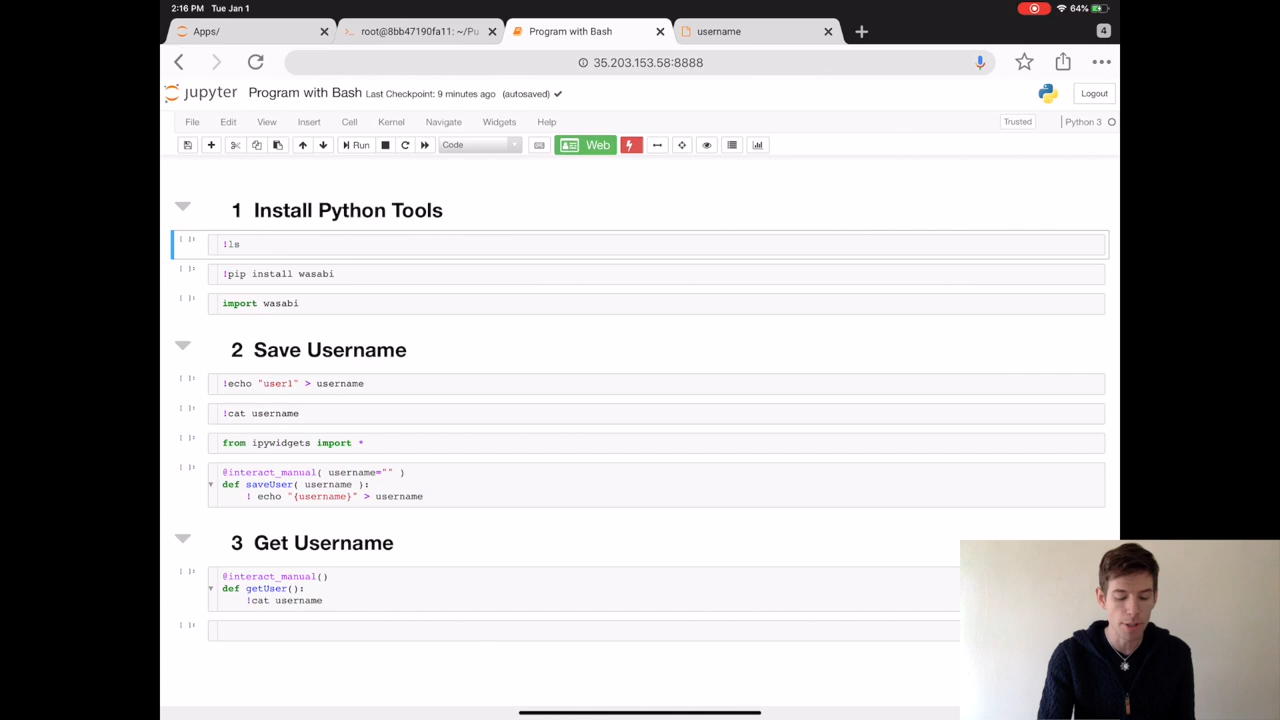 2:16 PM Tue Jan 1
64%
Apps/
root@8bb47190fa11: ~/Pu
Program with Bash
username
4
35.203.153.58:8888
jupyter Program with Bash Last Checkpoint: 9 minutes ago (autosaved)
Logout
File Edit View Insert Cell Kernel Navigate Widgets Help
Trusted
Python 3
Run
Code
Web
1 Install Python Tools
[ ]: !ls
[ ]: !pip install wasabi
[ ]: import wasabi
2 Save Username
[ ]: !echo "user1" > username
[ ]: !cat username
[ ]: from ipywidgets import *
[ ]: @interact_manual( username="" )
def saveUser( username ):
! echo "{username}" > username
3 Get Username
[ ]: @interact_manual()
def getUser():
!cat username
[ ]: